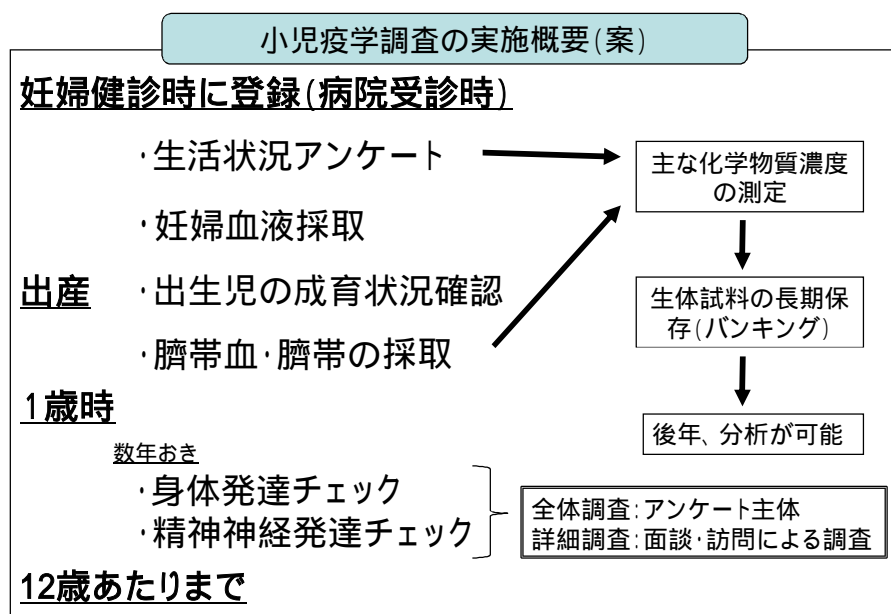 小児疫学調査の実施概要(案)
妊婦健診時に登録(病院受診時)
・生活状況アンケート
・妊婦血液採取
出産
・出生児の成育状況確認
・臍帯血・臍帯の採取
主な化学物質濃度
の測定
生体試料の長期保
存(バンキング)
後年、分析が可能
1歳時
数年おき
・身体発達チェック
・精神神経発達チェック
全体調査:アンケート主体
詳細調査:面談・訪問による調査
12歳あたりまで